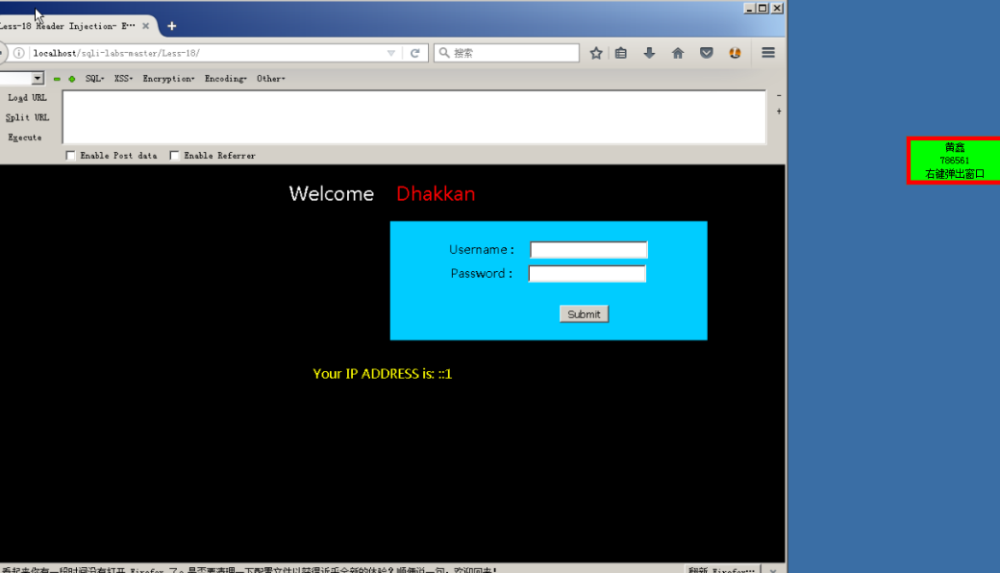 Less-18 Header Injection- E… × +
localhost/sqli-labs-master/Less-18/
搜索
SQL- XSS- Encryption- Encoding- Other-
Load URL
Split URL
Execute
-
+
Enable Post data Enable Referrer
Welcome Dhakkan
Username :
Password :
Submit
Your IP ADDRESS is: ::1
黄鑫
786561
右键弹出窗口
看起来你有一段时间没有打开 Firefox 了。是否要清理一下配置文件以获得近乎全新的体验？顺便说一句，欢迎回来！
翻新 Firefox…